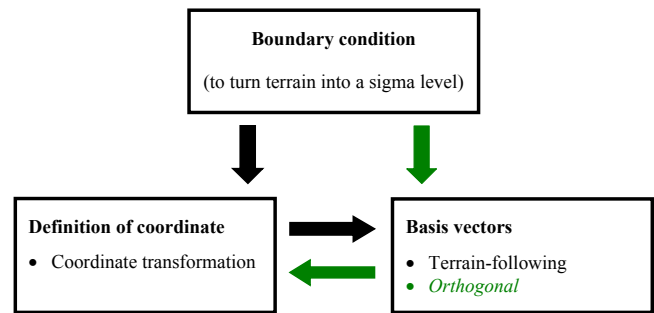 Boundary condition
(to turn terrain into a sigma level)
Definition of coordinate
• Coordinate transformation
Basis vectors
• Terrain-following
• Orthogonal